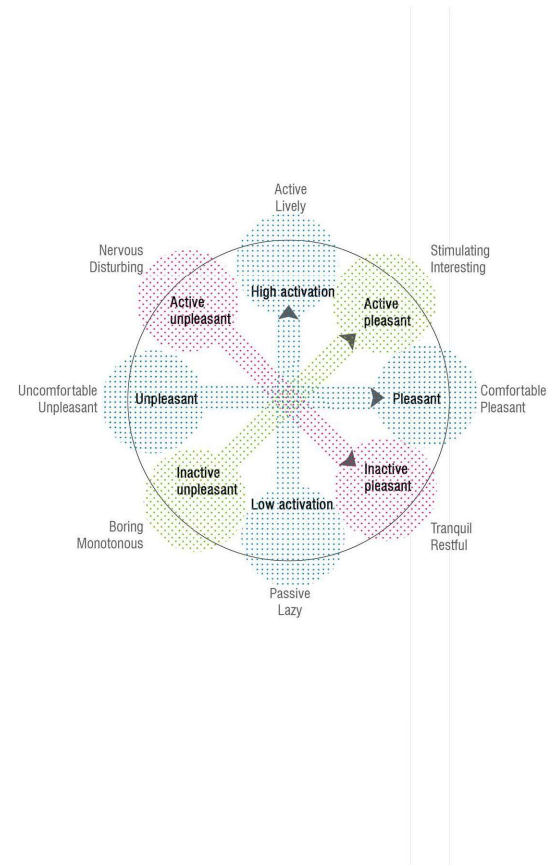 Active
Lively
Nervous
Disturbing
Stimulating
Interesting
High activation
Active
unpleasant
Active
pleasant
Uncomfortable
Unpleasant
Unpleasant
Pleasant
Comfortable
Pleasant
Inactive
unpleasant
Inactive
pleasant
Low activation
Boring
Monotonous
Tranquil
Restful
Passive
Lazy